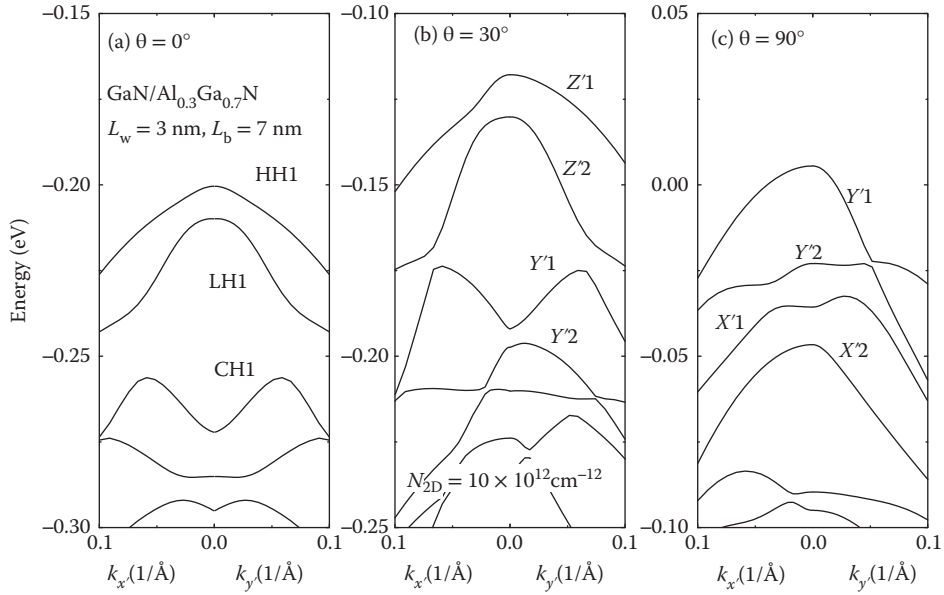 Energy (eV)
−0.15
−0.20
−0.25
−0.30
(a) θ = 0°
GaN/Al0.3Ga0.7N
Lw = 3 nm, Lb = 7 nm
HH1
LH1
CH1
0.1 0.0 0.1
kx′(1/Å) ky′(1/Å)
−0.10
−0.15
−0.20
−0.25
(b) θ = 30°
Z′1
Z′2
Y′1
Y′2
N2D = 10 × 10^12cm^−12
0.1 0.0 0.1
kx′(1/Å) ky′(1/Å)
0.05
0.00
−0.05
−0.10
(c) θ = 90°
Y′1
Y′2
X′1
X′2
0.1 0.0 0.1
kx′(1/Å) ky′(1/Å)